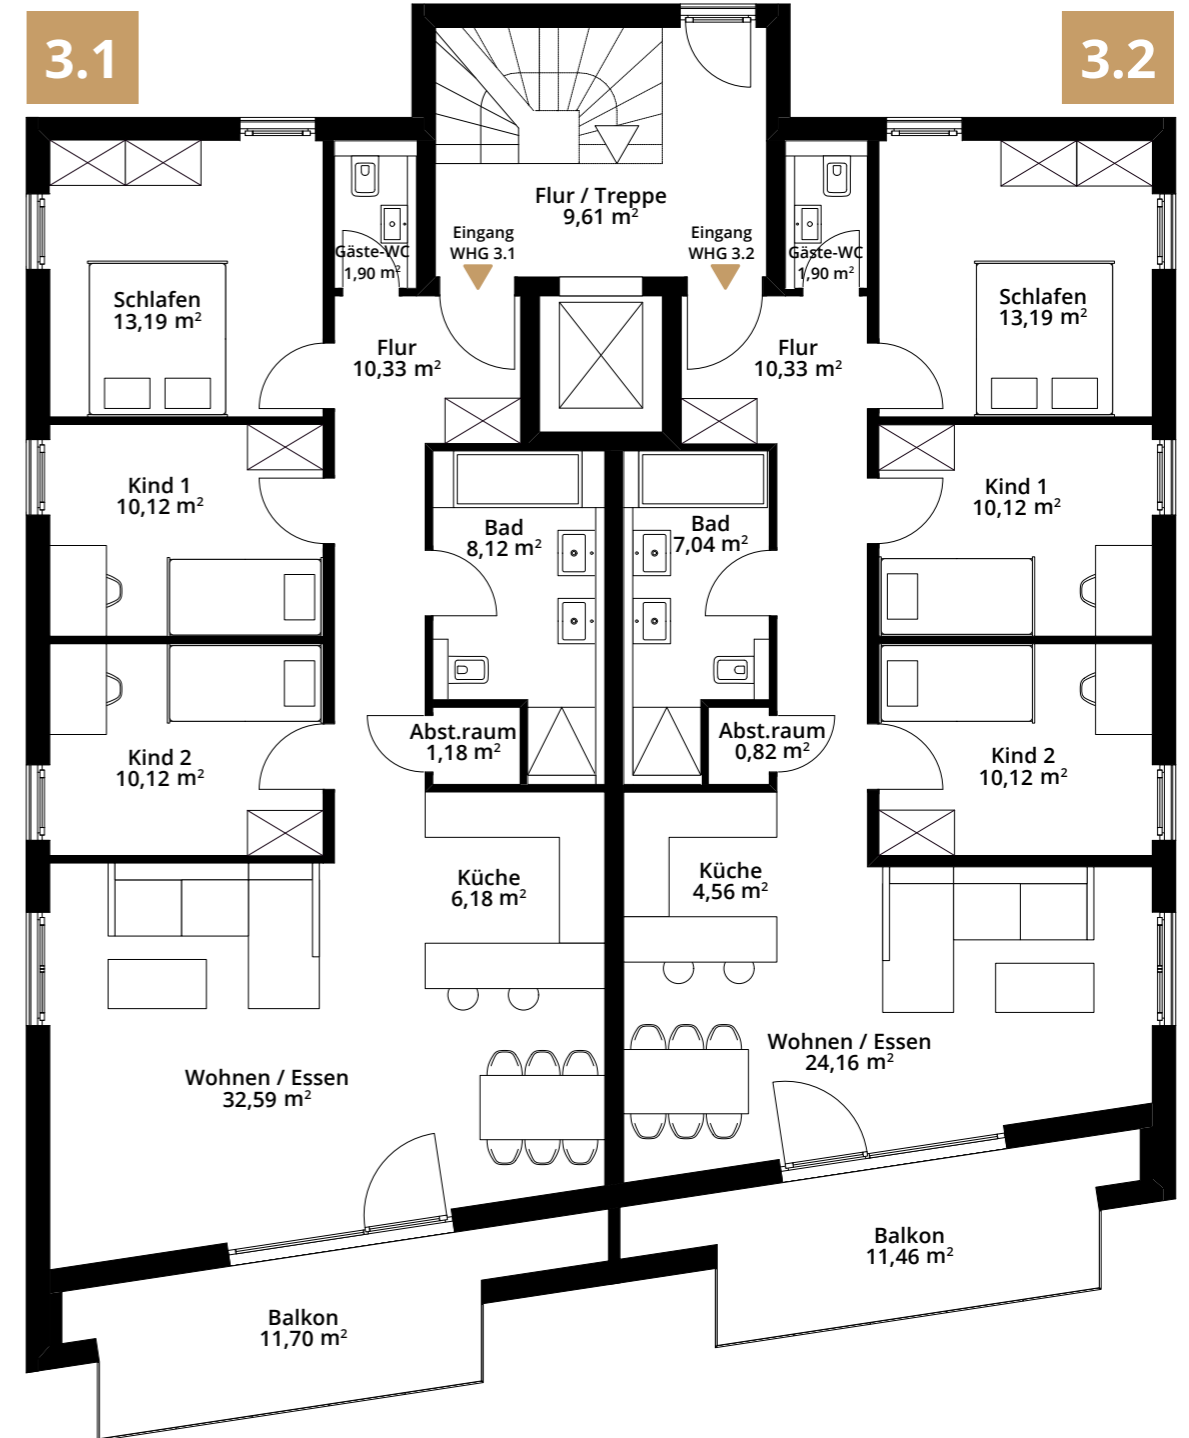 3.1
3.2
Flur / Treppe
9,61 m²
Eingang
WHG 3.1
Eingang
WHG 3.2
Gäste-WC
1,90 m²
Gäste-WC
1,90 m²
Schlafen
13,19 m²
Schlafen
13,19 m²
Flur
10,33 m²
Flur
10,33 m²
Kind 1
10,12 m²
Kind 1
10,12 m²
Bad
8,12 m²
Bad
7,04 m²
Kind 2
10,12 m²
Abst.raum
1,18 m²
Abst.raum
0,82 m²
Kind 2
10,12 m²
Küche
6,18 m²
Küche
4,56 m²
Wohnen / Essen
32,59 m²
Wohnen / Essen
24,16 m²
Balkon
11,46 m²
Balkon
11,70 m²